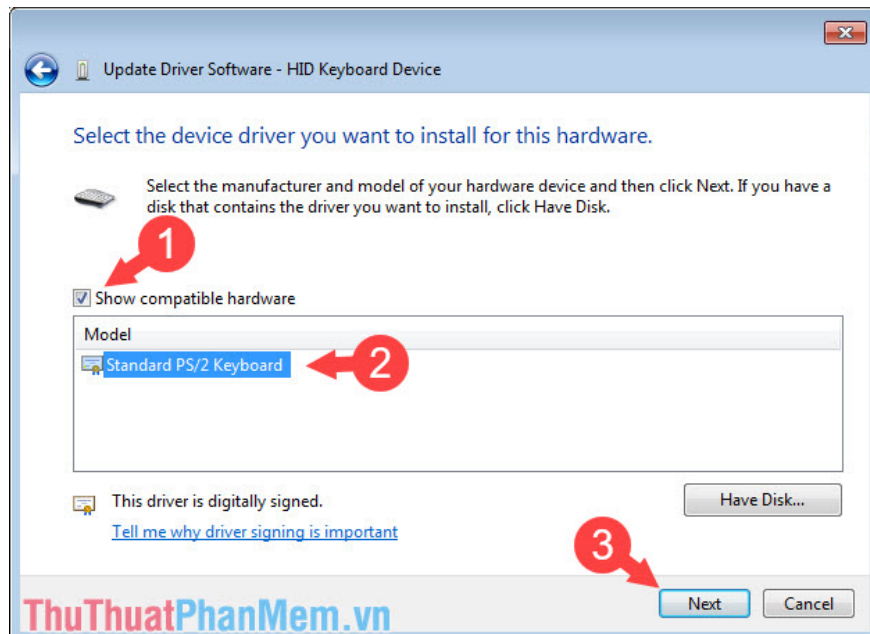 Update Driver Software - HID Keyboard Device
Select the device driver you want to install for this hardware.
Select the manufacturer and model of your hardware device and then click Next. If you have a
disk that contains the driver you want to install, click Have Disk.
1
Show compatible hardware
Model
Standard PS/2 Keyboard
2
This driver is digitally signed.
Have Disk...
Tell me why driver signing is important
3
Next
Cancel
ThuThuatPhanMem.vn